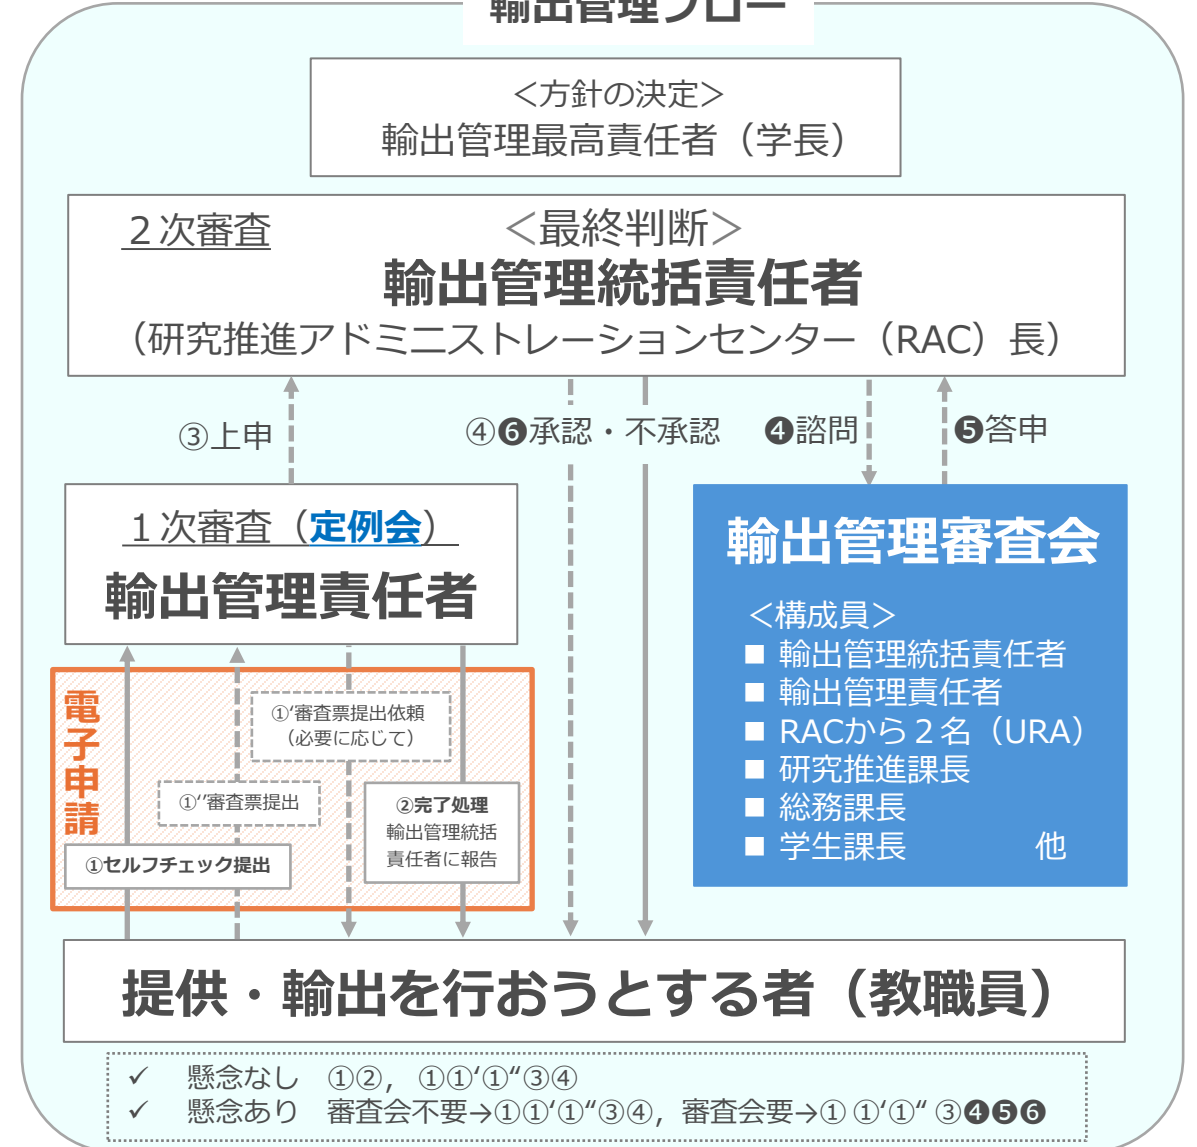 輸出管理フロー
＜方針の決定＞
輸出管理最高責任者（学長）
２次審査
＜最終判断＞
輸出管理統括責任者
（研究推進アドミニストレーションセンター（RAC）長）
③上申
④❻承認・不承認
❹諮問
❺答申
１次審査（定例会）
輸出管理責任者
電子申請
①‘審査票提出依頼
（必要に応じて）
①‘’審査票提出
①セルフチェック提出
②完了処理
輸出管理統括
責任者に報告
輸出管理審査会
＜構成員＞
■ 輸出管理統括責任者
■ 輸出管理責任者
■ RACから２名（URA）
■ 研究推進課長
■ 総務課長
■ 学生課長　　　　他
提供・輸出を行おうとする者（教職員）
✓ 懸念なし　①②，①①‘①“③④
✓ 懸念あり　審査会不要→①①‘①“③④，審査会要→① ①‘①“ ③❹❺❻